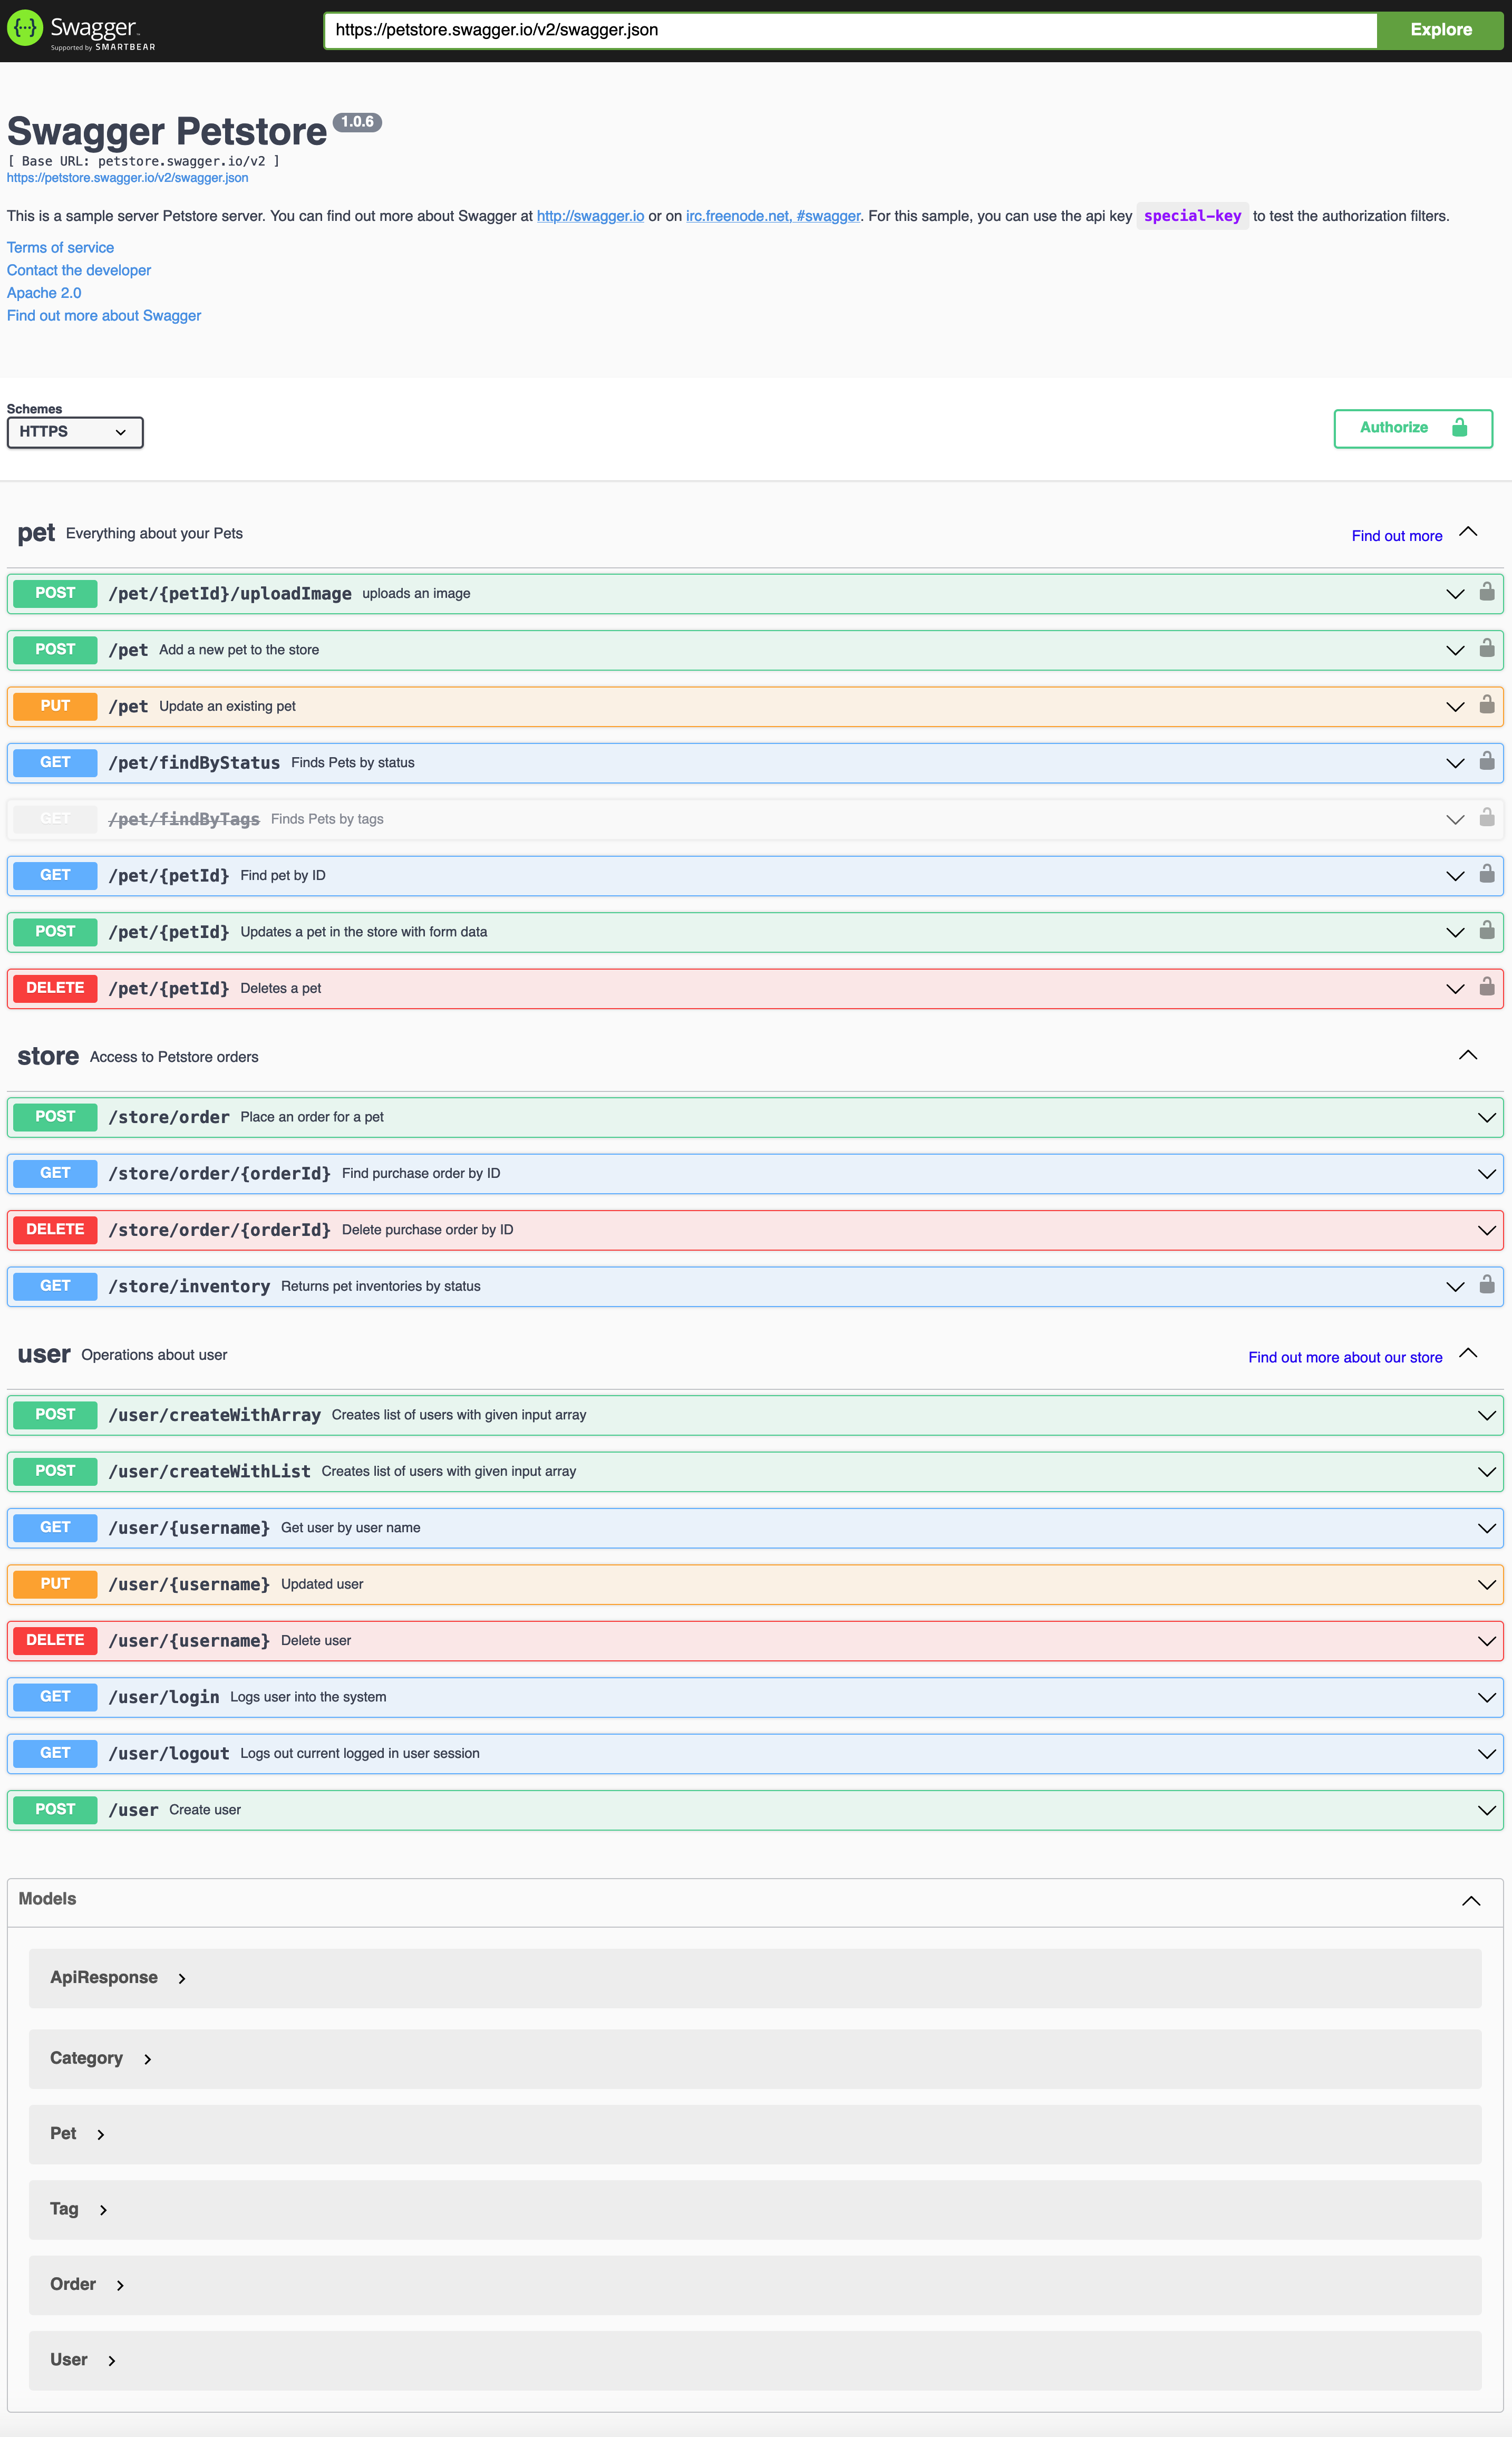 Swagger
Supported by SMARTBEAR
https://petstore.swagger.io/v2/swagger.json
Explore
Swagger Petstore 1.0.6
[ Base URL: petstore.swagger.io/v2 ]
https://petstore.swagger.io/v2/swagger.json
This is a sample server Petstore server. You can find out more about Swagger at http://swagger.io or on irc.freenode.net, #swagger. For this sample, you can use the api key special-key to test the authorization filters.
Terms of service
Contact the developer
Apache 2.0
Find out more about Swagger
Schemes
HTTPS
Authorize
pet Everything about your Pets Find out more
POST /pet/{petId}/uploadImage uploads an image
POST /pet Add a new pet to the store
PUT /pet Update an existing pet
GET /pet/findByStatus Finds Pets by status
GET /pet/findByTags Finds Pets by tags
GET /pet/{petId} Find pet by ID
POST /pet/{petId} Updates a pet in the store with form data
DELETE /pet/{petId} Deletes a pet
store Access to Petstore orders
POST /store/order Place an order for a pet
GET /store/order/{orderId} Find purchase order by ID
DELETE /store/order/{orderId} Delete purchase order by ID
GET /store/inventory Returns pet inventories by status
user Operations about user Find out more about our store
POST /user/createWithArray Creates list of users with given input array
POST /user/createWithList Creates list of users with given input array
GET /user/{username} Get user by user name
PUT /user/{username} Updated user
DELETE /user/{username} Delete user
GET /user/login Logs user into the system
GET /user/logout Logs out current logged in user session
POST /user Create user
Models
ApiResponse
Category
Pet
Tag
Order
User